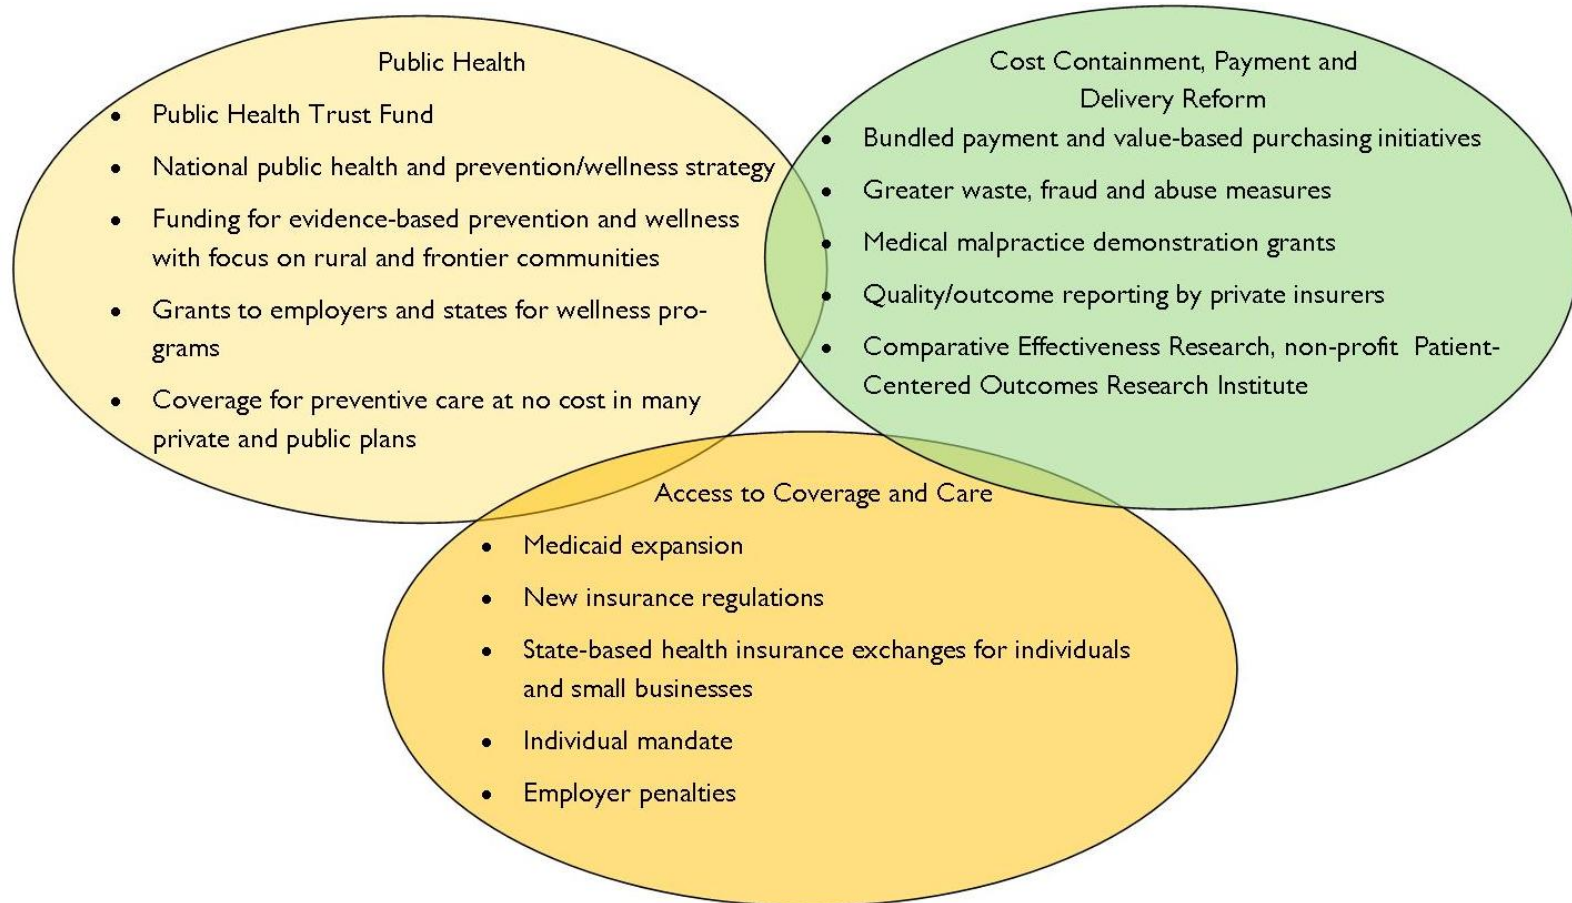 Public Health
• Public Health Trust Fund
• National public health and prevention/wellness strategy
• Funding for evidence-based prevention and wellness
with focus on rural and frontier communities
• Grants to employers and states for wellness pro-
grams
• Coverage for preventive care at no cost in many
private and public plans
Cost Containment, Payment and
Delivery Reform
• Bundled payment and value-based purchasing initiatives
• Greater waste, fraud and abuse measures
• Medical malpractice demonstration grants
• Quality/outcome reporting by private insurers
• Comparative Effectiveness Research, non-profit Patient-
Centered Outcomes Research Institute
Access to Coverage and Care
• Medicaid expansion
• New insurance regulations
• State-based health insurance exchanges for individuals
and small businesses
• Individual mandate
• Employer penalties